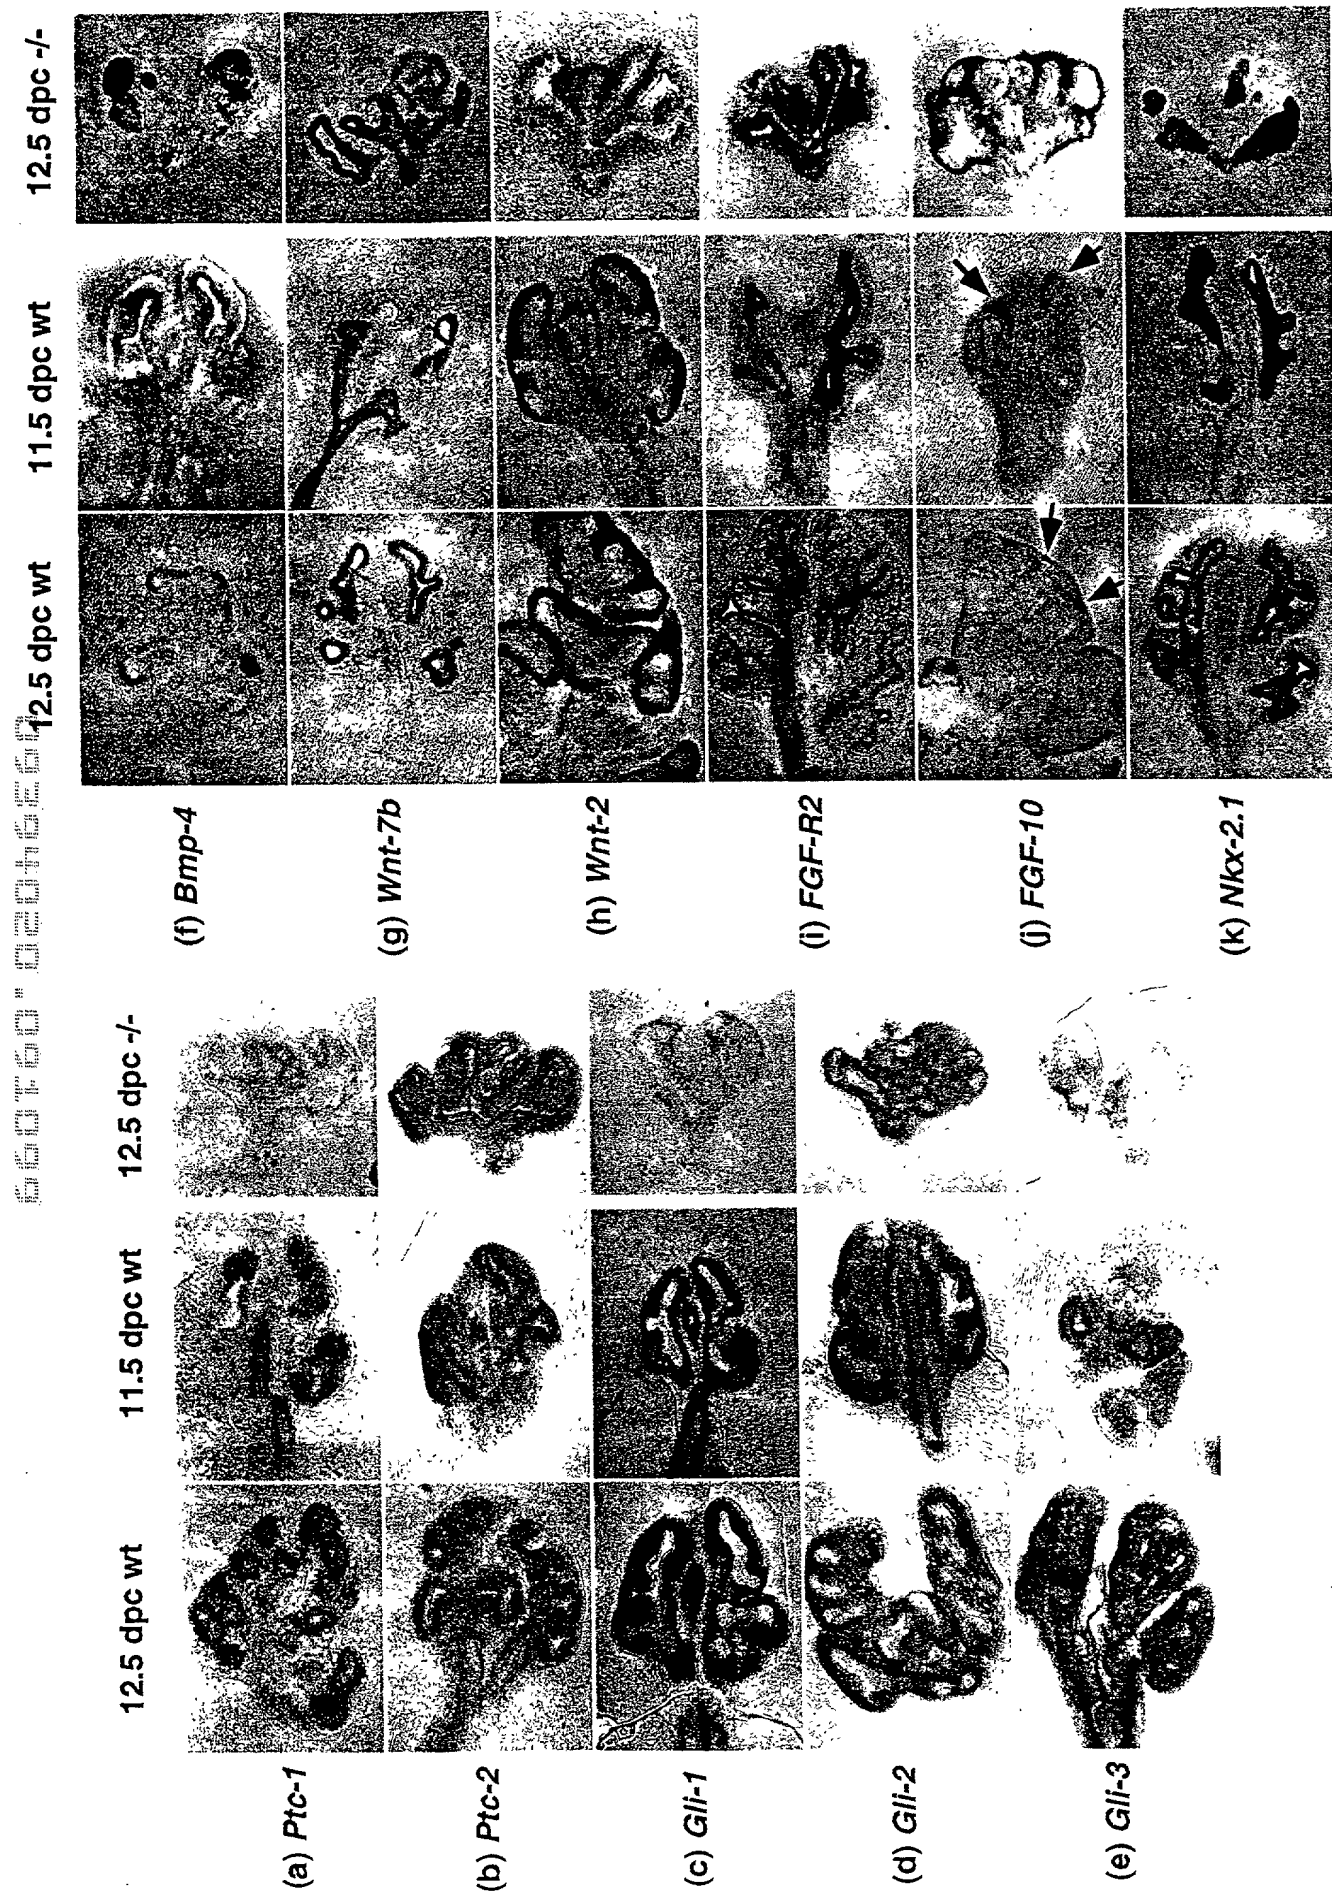 12.5 dpc wt 11.5 dpc wt 12.5 dpc -/-
(a) Ptc-1
(b) Ptc-2
(c) Gli-1
(d) Gli-2
(e) Gli-3
12.5 dpc wt 11.5 dpc wt 12.5 dpc -/-
(f) Bmp-4
(g) Wnt-7b
(h) Wnt-2
(i) FGF-R2
(j) FGF-10
(k) Nkx-2.1